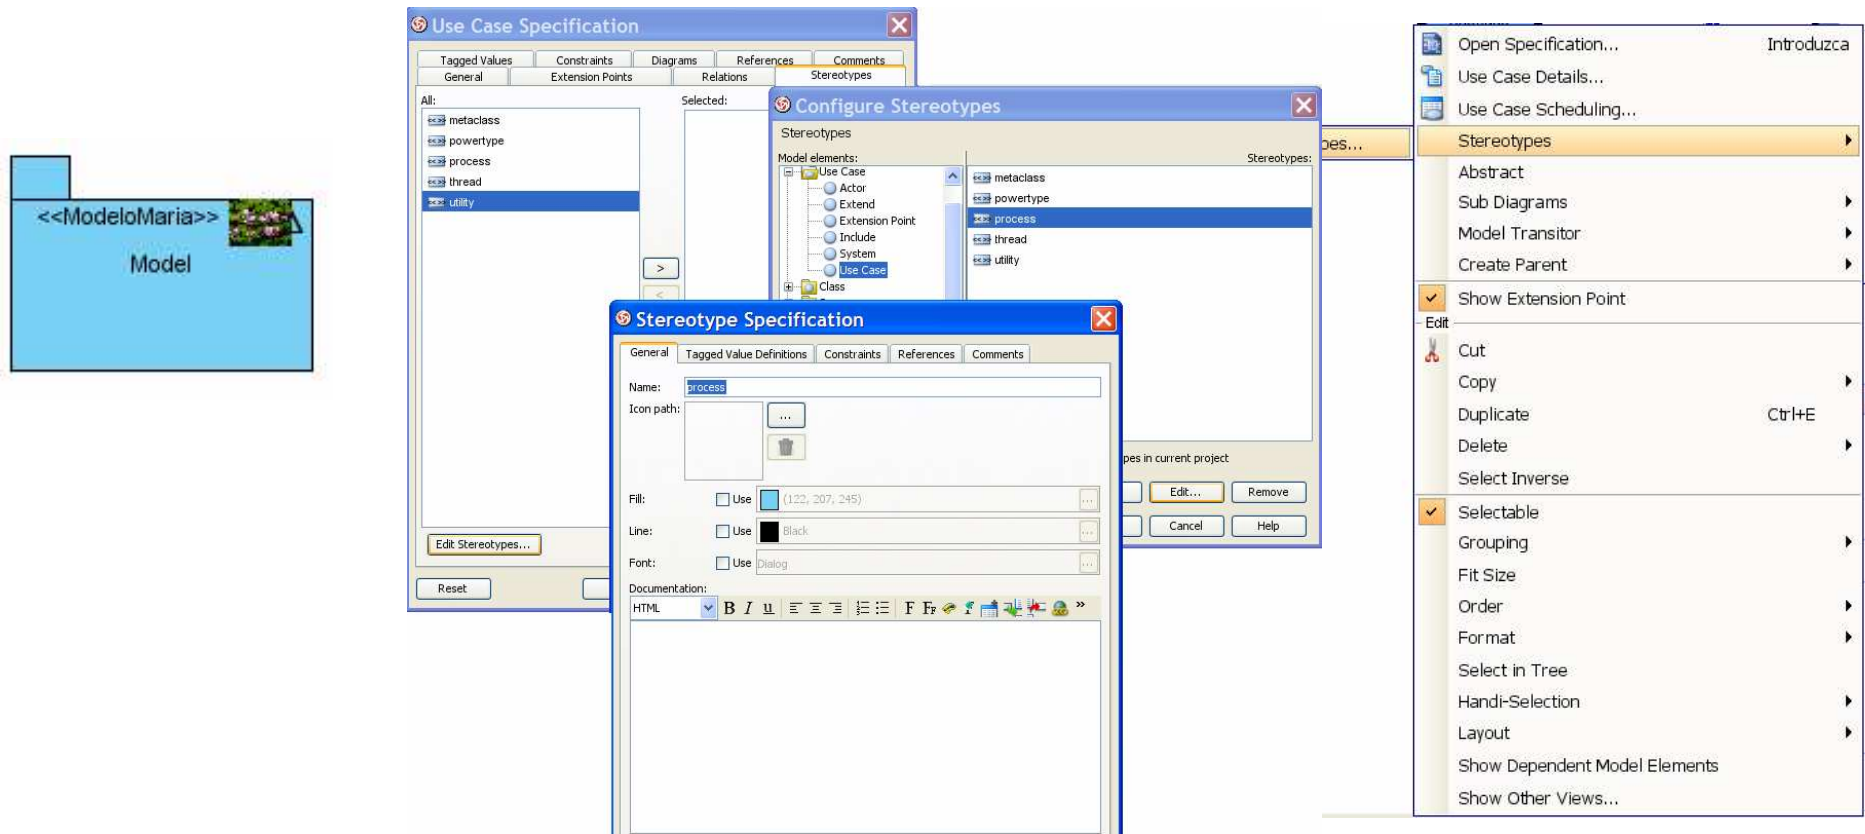 <<ModeloMaria>>
Model
Use Case Specification
Tagged Values Constraints Diagrams References Comments
General Extension Points Relations Stereotypes
All:
Selected:
metaclass
powertype
process
thread
utility
>
<
Edit Stereotypes...
Reset
Configure Stereotypes
Stereotypes
Model elements:
Stereotypes:
Use Case
Actor
Extend
Extension Point
Include
System
Use Case
Class
metaclass
powertype
process
thread
utility
pes in current project
Edit... Remove
Cancel Help
Stereotype Specification
General Tagged Value Definitions Constraints References Comments
Name: process
Icon path:
...
Fill: Use (122, 207, 245) ...
Line: Use Black ...
Font: Use Dialog ...
Documentation:
HTML B I u F FF »
pes...
Open Specification... Introduzca
Use Case Details...
Use Case Scheduling...
Stereotypes
Abstract
Sub Diagrams
Model Transitor
Create Parent
Show Extension Point
Edit
Cut
Copy
Duplicate Ctrl+E
Delete
Select Inverse
Selectable
Grouping
Fit Size
Order
Format
Select in Tree
Handi-Selection
Layout
Show Dependent Model Elements
Show Other Views...